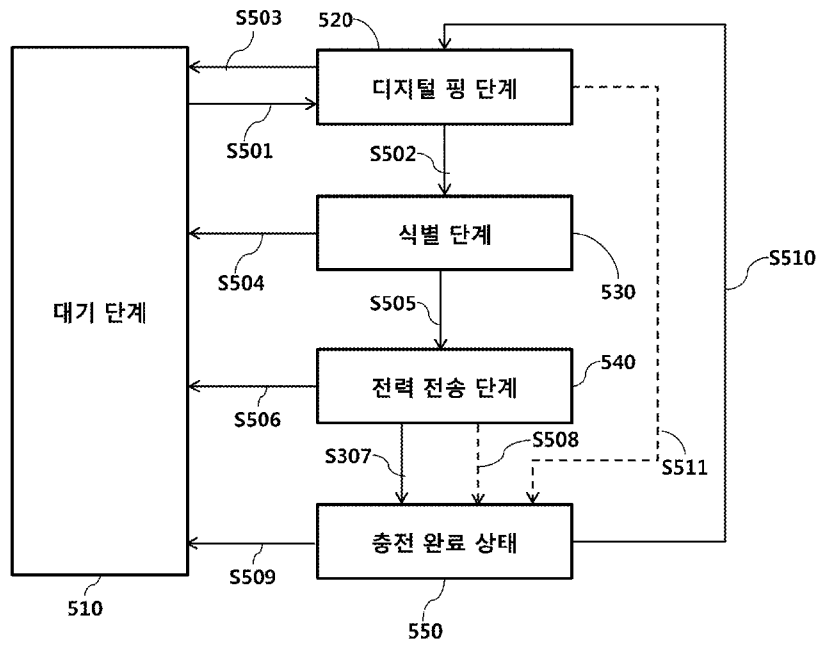 S503
520
디지털 핑 단계
S501
S502
식별 단계
S504
530
S510
S505
대기 단계
540
전력 전송 단계
S506
S307
S508
S511
충전 완료 상태
S509
510
550